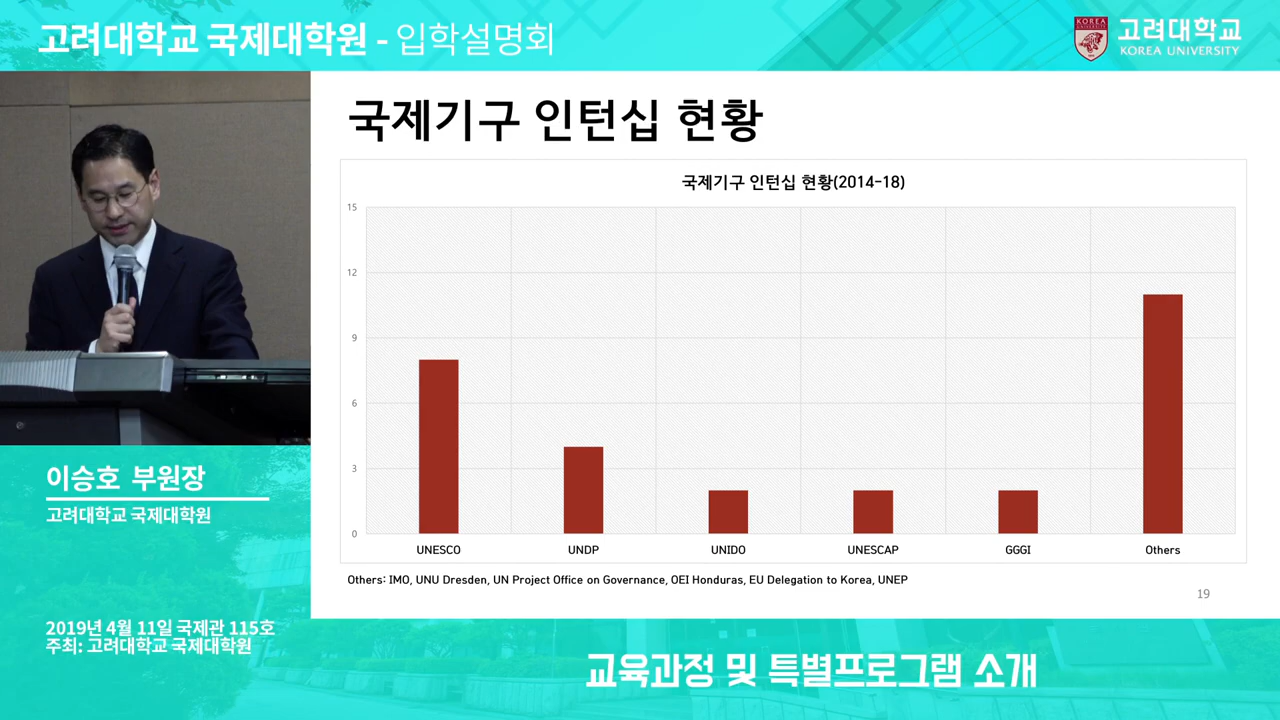 고려대학교 국제대학원 - 입학설명회
KOREA
고려대학교
KOREA UNIVERSITY
국제기구 인턴십 현황
국제기구 인턴십 현황(2014-18)
15
12
9
6
3
0
UNESCO UNDP UNIDO UNESCAP GGGI Others
Others: IMO, UNU Dresden, UN Project Office on Governance, OEI Honduras, EU Delegation to Korea, UNEP
19
이승호 부원장
고려대학교 국제대학원
2019년 4월 11일 국제관 115호
주최: 고려대학교 국제대학원
교육과정 및 특별프로그램 소개